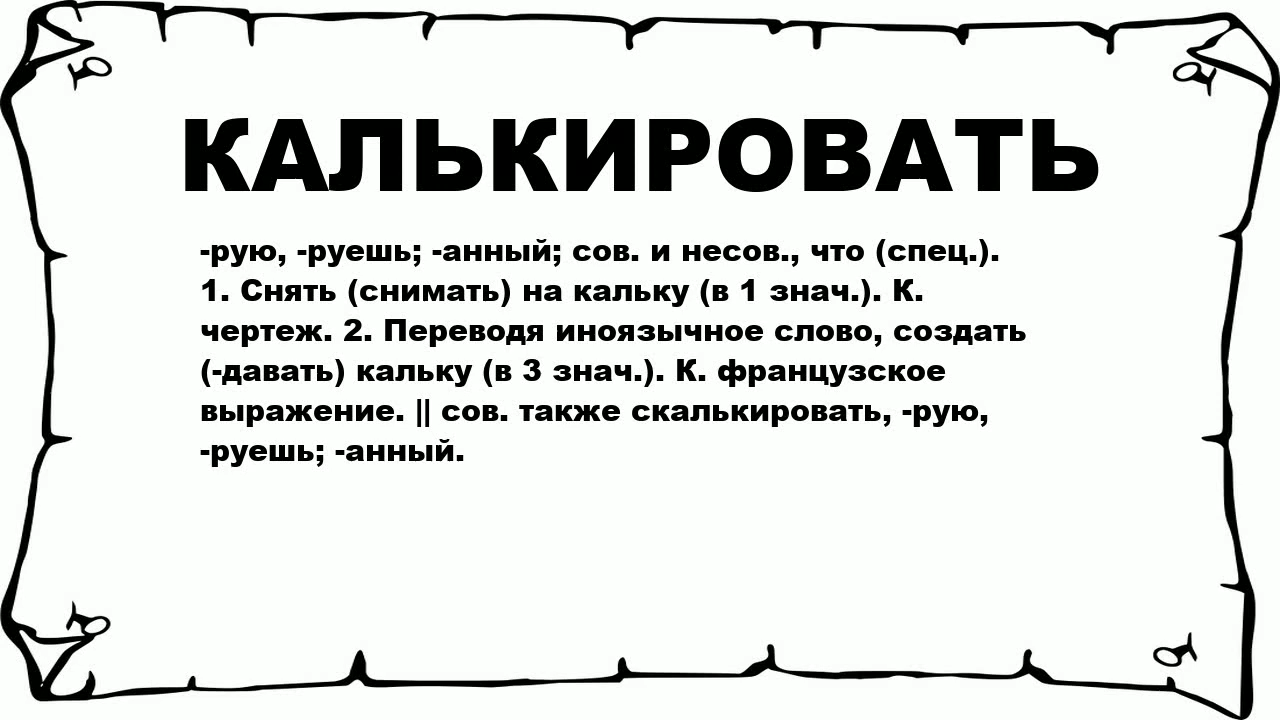 КАЛЬКИРОВАТЬ
-рую, -руешь; -анный; сов. и несов., что (спец.).
1. Снять (снимать) на кальку (в 1 знач.). К.
чертеж. 2. Переводя иноязычное слово, создать
(-давать) кальку (в 3 знач.). К. французское
выражение. || сов. также скалькировать, -рую,
-руешь; -анный.